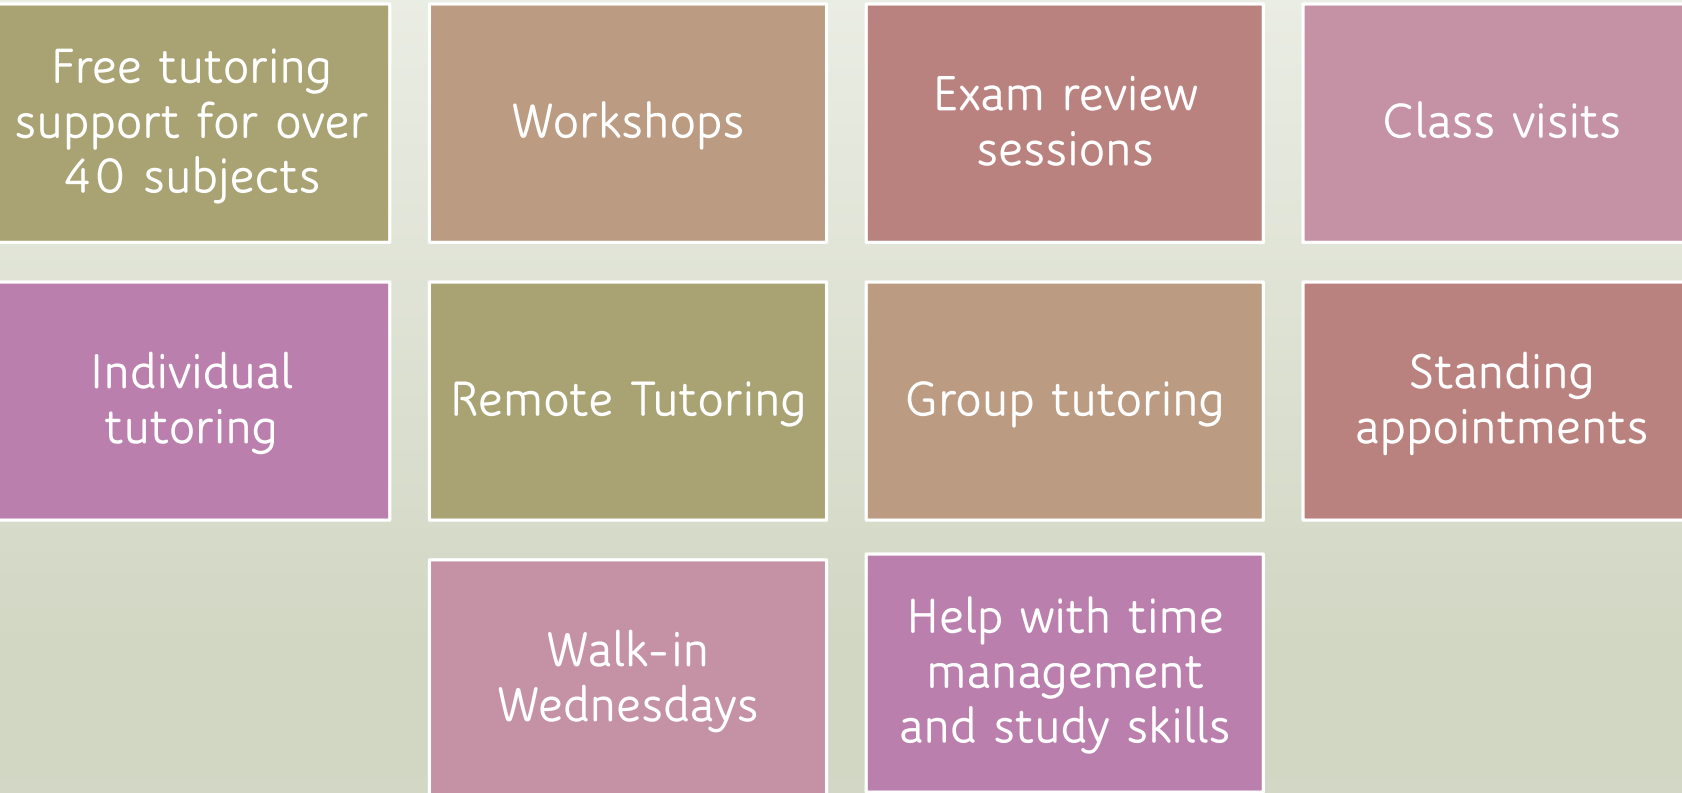 Free tutoring
support for over
40 subjects
Workshops
Exam review
sessions
Class visits
Individual
tutoring
Remote Tutoring
Group tutoring
Standing
appointments
Walk-in
Wednesdays
Help with time
management
and study skills